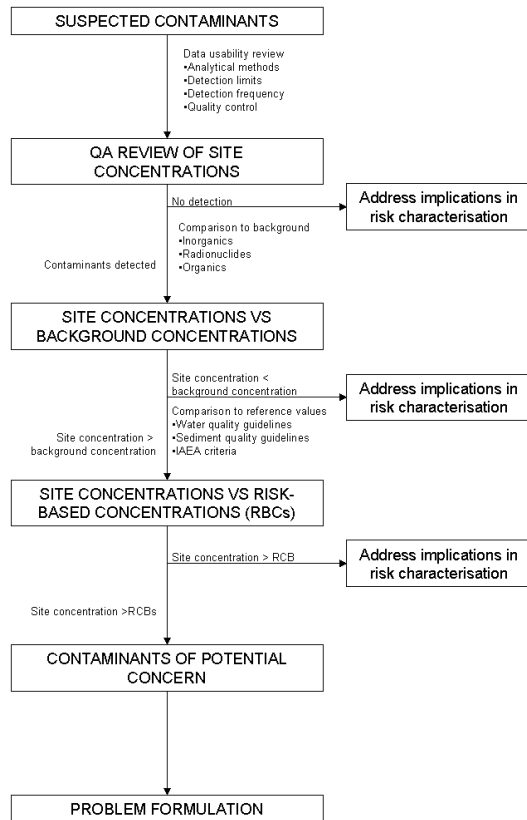 SUSPECTED CONTAMINANTS
Data usability review
▪Analytical methods
▪Detection limits
▪Detection frequency
▪Quality control
QA REVIEW OF SITE
CONCENTRATIONS
No detection
Address implications in
risk characterisation
Comparison to background
▪Inorganics
▪Radionuclides
▪Organics
Contaminants detected
SITE CONCENTRATIONS VS
BACKGROUND CONCENTRATIONS
Site concentration <
background concentration
Address implications in
risk characterisation
Comparison to reference values
▪Water quality guidelines
▪Sediment quality guidelines
▪IAEA criteria
Site concentration >
background concentration
SITE CONCENTRATIONS VS RISK-
BASED CONCENTRATIONS (RBCs)
Site concentration > RCB
Address implications in
risk characterisation
Site concentration >RCBs
CONTAMINANTS OF POTENTIAL
CONCERN
PROBLEM FORMULATION